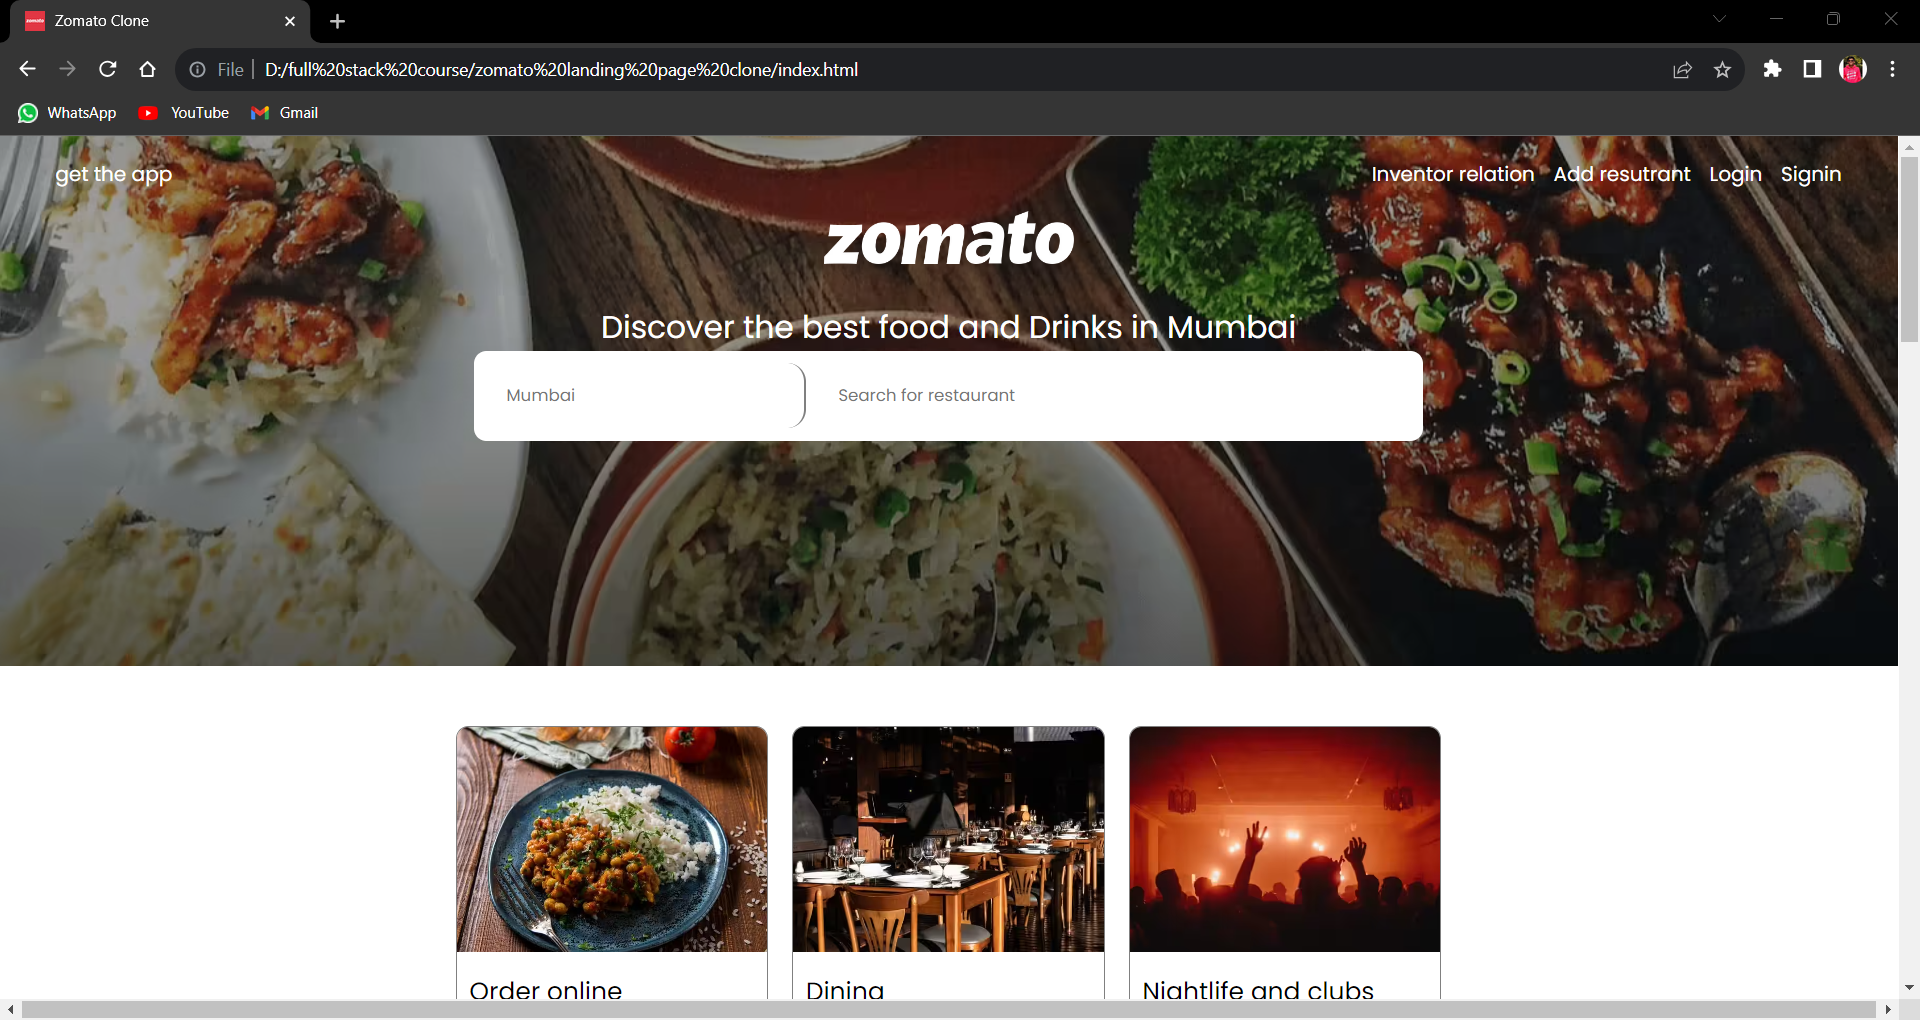 Zomato Clone
File D:/full%20stack%20course/zomato%20landing%20page%20clone/index.html
WhatsApp YouTube Gmail
get the app Inventor relation Add resutrant Login Signin
zomato
Discover the best food and Drinks in Mumbai
Mumbai Search for restaurant
Order online Dining Nightlife and clubs